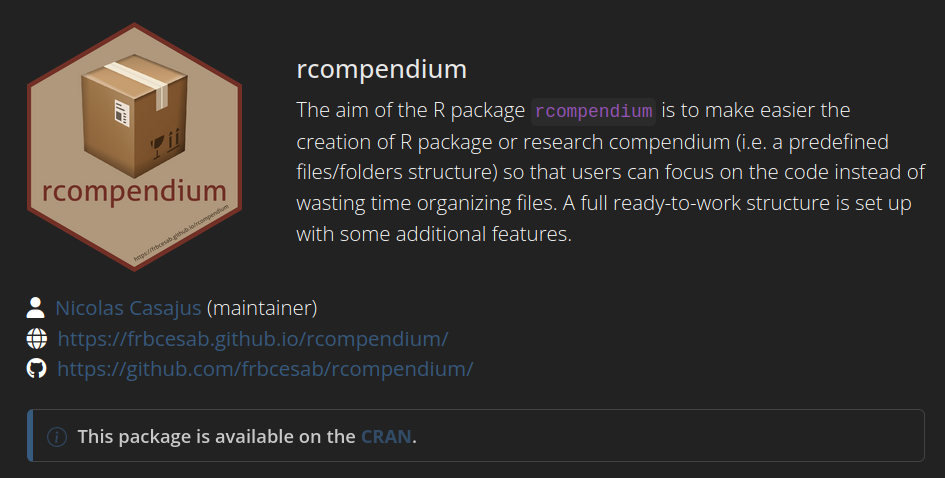 rcompendium
https://frbcesab.github.io/rcompendium
rcompendium
The aim of the R package rcompendium is to make easier the
creation of R package or research compendium (i.e. a predefined
files/folders structure) so that users can focus on the code instead of
wasting time organizing files. A full ready-to-work structure is set up
with some additional features.
Nicolas Casajus (maintainer)
https://frbcesab.github.io/rcompendium/
https://github.com/frbcesab/rcompendium/
This package is available on the CRAN.